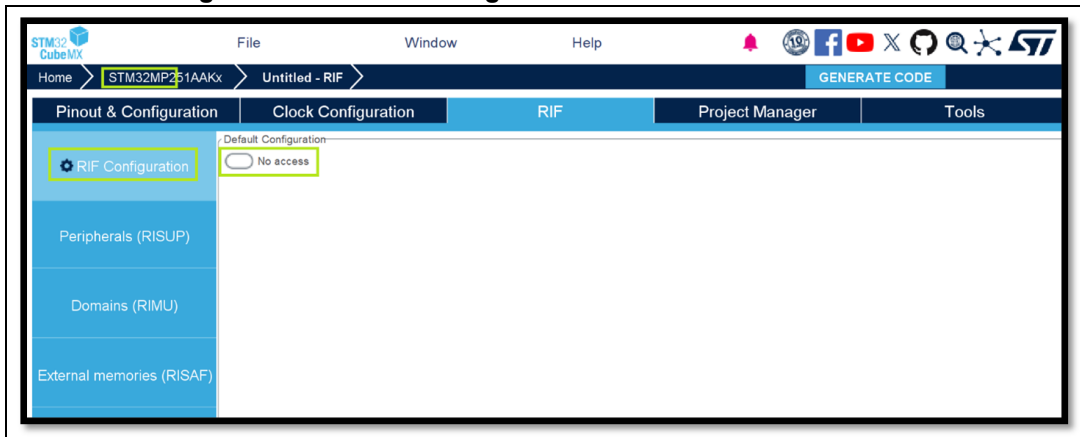 STM32
CubeMX
File Window Help
19
Home STM32MP251AAKx Untitled - RIF GENERATE CODE
Pinout & Configuration Clock Configuration RIF Project Manager Tools
Default Configuration
RIF Configuration No access
Peripherals (RISUP)
Domains (RIMU)
External memories (RISAF)